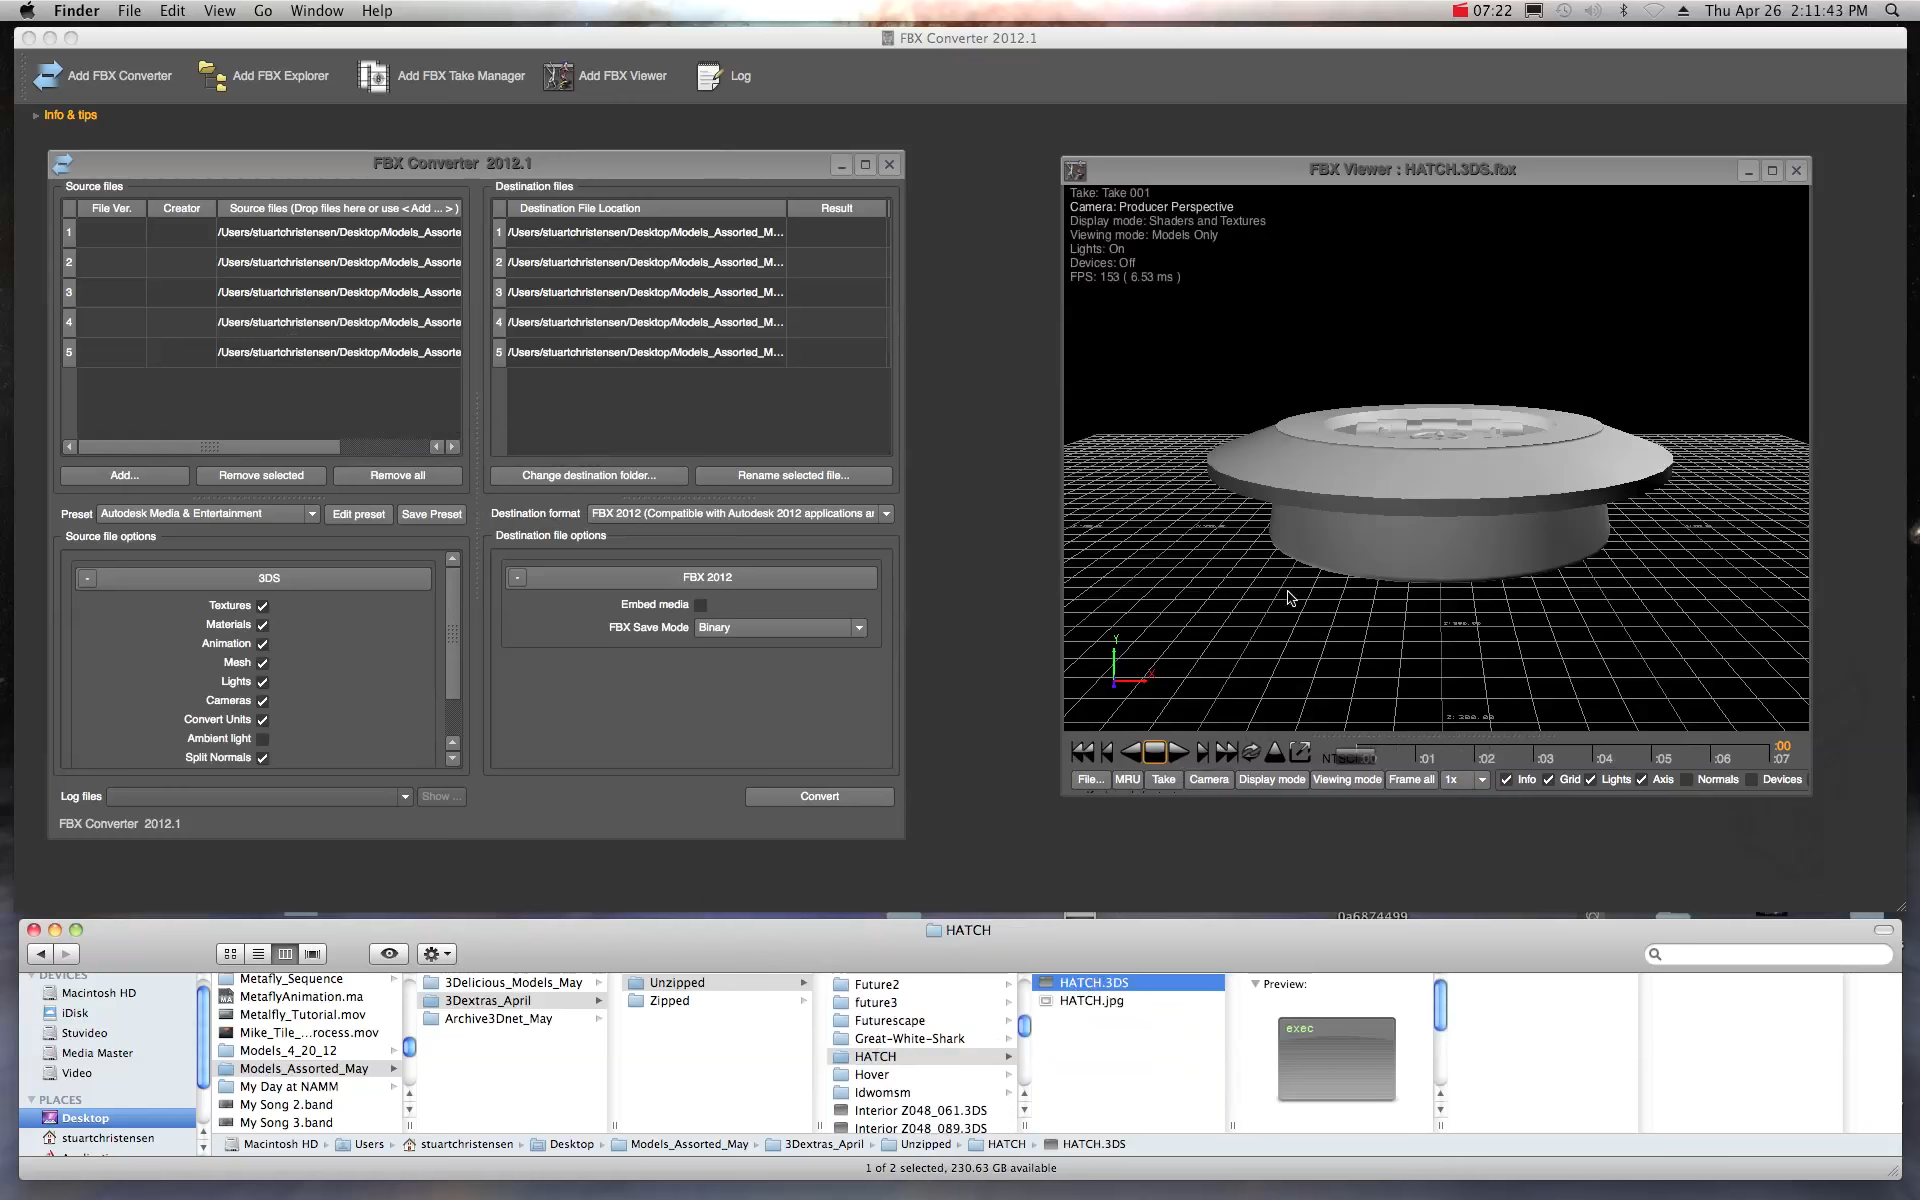 Finder File Edit View Go Window Help
07:22 Thu Apr 26 2:11:43 PM
FBX Converter 2012.1
Add FBX Converter Add FBX Explorer Add FBX Take Manager Add FBX Viewer Log
Info & tips
FBX Converter 2012.1
Source files
File Ver. Creator Source files (Drop files here or use < Add ... > )
1 /Users/stuartchristensen/Desktop/Models_Assorte
2 /Users/stuartchristensen/Desktop/Models_Assorte
3 /Users/stuartchristensen/Desktop/Models_Assorte
4 /Users/stuartchristensen/Desktop/Models_Assorte
5 /Users/stuartchristensen/Desktop/Models_Assorte
Add... Remove selected Remove all
Destination files
Destination File Location Result
1 /Users/stuartchristensen/Desktop/Models_Assorted_M...
2 /Users/stuartchristensen/Desktop/Models_Assorted_M...
3 /Users/stuartchristensen/Desktop/Models_Assorted_M...
4 /Users/stuartchristensen/Desktop/Models_Assorted_M...
5 /Users/stuartchristensen/Desktop/Models_Assorted_M...
Change destination folder... Rename selected file...
Preset Autodesk Media & Entertainment Edit preset Save Preset
Source file options
- 3DS
Textures
Materials
Animation
Mesh
Lights
Cameras
Convert Units
Ambient light
Split Normals
Destination format FBX 2012 (Compatible with Autodesk 2012 applications ar
Destination file options
- FBX 2012
Embed media
FBX Save Mode Binary
Log files Show ... Convert
FBX Converter 2012.1
FBX Viewer : HATCH.3DS.fbx
Take: Take 001
Camera: Producer Perspective
Display mode: Shaders and Textures
Viewing mode: Models Only
Lights: On
Devices: Off
FPS: 153 ( 6.53 ms )
Y
X
Z: 200.00
:00
:01 :02 :03 :04 :05 :06 :07
File... MRU Take Camera Display mode Viewing mode Frame all 1x Info Grid Lights Axis Normals Devices
0a6874499
HATCH
DEVICES
Macintosh HD
iDisk
Stuvideo
Media Master
Video
PLACES
Desktop
stuartchristensen
Metafly_Sequence
MetaflyAnimation.ma
Metalfly_Tutorial.mov
Mike_Tile_...rocess.mov
Models_4_20_12
Models_Assorted_May
My Day at NAMM
My Song 2.band
My Song 3.band
3Delicious_Models_May
3Dextras_April
Archive3Dnet_May
Unzipped
Zipped
Future2
future3
Futurescape
Great-White-Shark
HATCH
Hover
Idwomsm
Interior Z048_061.3DS
Interior Z048_089.3DS
HATCH.3DS
HATCH.jpg
Preview:
exec
Macintosh HD Users stuartchristensen Desktop Models_Assorted_May 3Dextras_April Unzipped HATCH HATCH.3DS
1 of 2 selected, 230.63 GB available